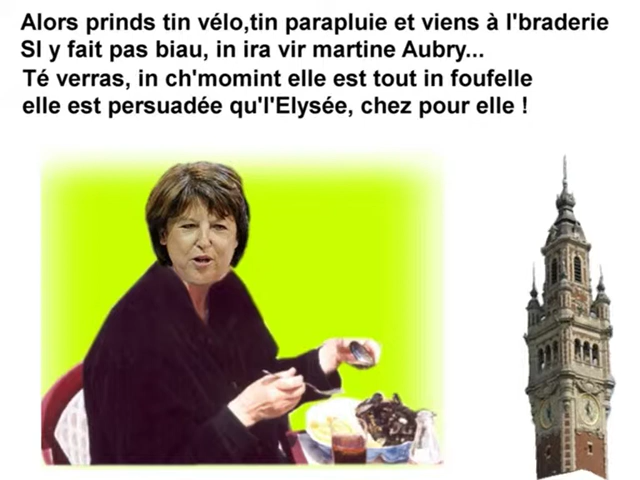 Alors prinds tin vélo,tin parapluie et viens à l'braderie
SI y fait pas biau, in ira vir martine Aubry...
Té verras, in ch'momint elle est tout in foufelle
elle est persuadée qu'l'Elysée, chez pour elle !